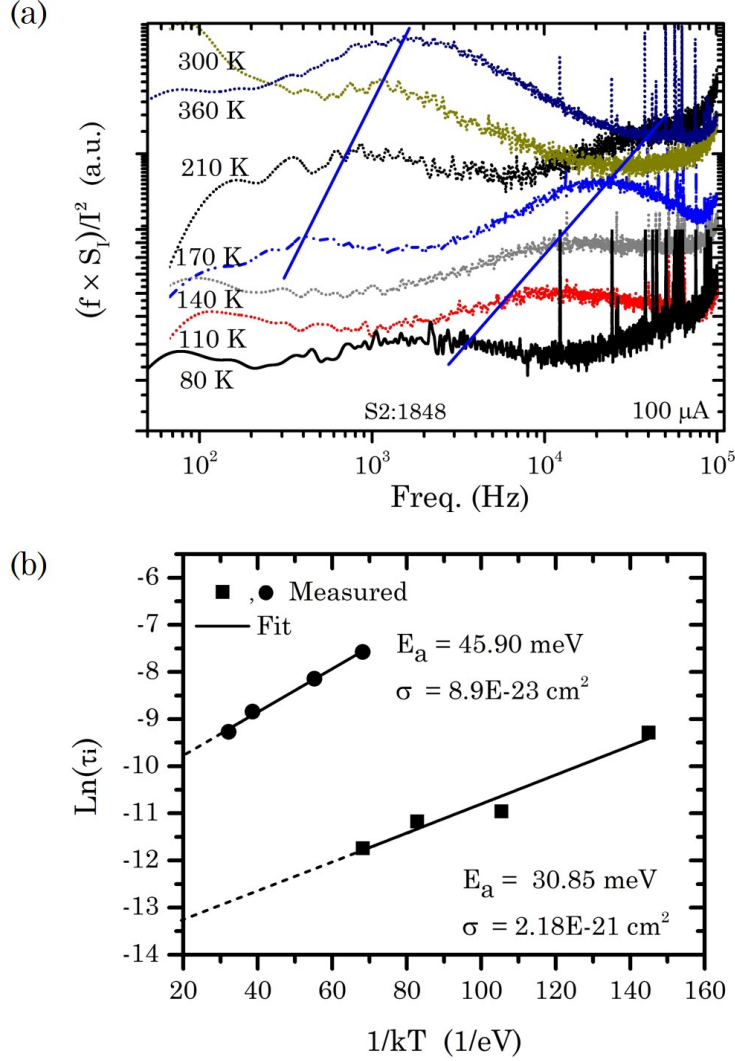 (a)
(f × S_I)/I² (a.u.)
300 K
360 K
210 K
170 K
140 K
110 K
80 K
S2:1848
100 µA
10² 10³ 10⁴ 10⁵
Freq. (Hz)
(b)
Ln(τi)
-6
-7
-8
-9
-10
-11
-12
-13
-14
■ ,● Measured
Fit
E_a = 45.90 meV
σ = 8.9E-23 cm²
E_a = 30.85 meV
σ = 2.18E-21 cm²
20 40 60 80 100 120 140 160
1/kT (1/eV)